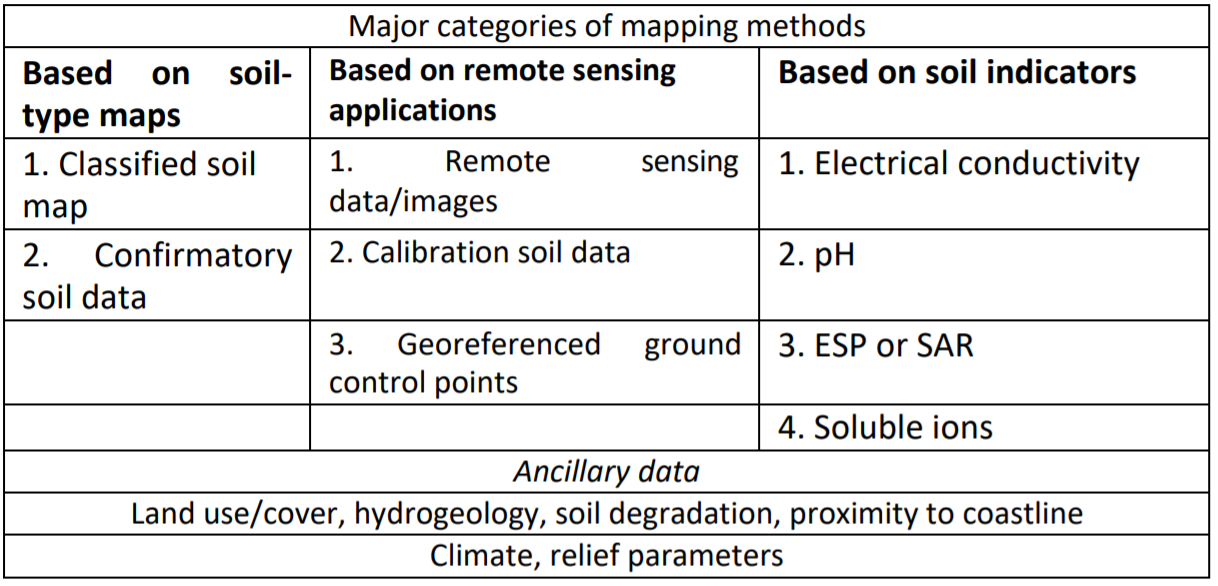 Major categories of mapping methods
Based on soil-
type maps
Based on remote sensing
applications
Based on soil indicators
1. Classified soil
map
1. Remote sensing
data/images
1. Electrical conductivity
2. Confirmatory
soil data
2. Calibration soil data
2. pH
3. Georeferenced ground
control points
3. ESP or SAR
4. Soluble ions
Ancillary data
Land use/cover, hydrogeology, soil degradation, proximity to coastline
Climate, relief parameters